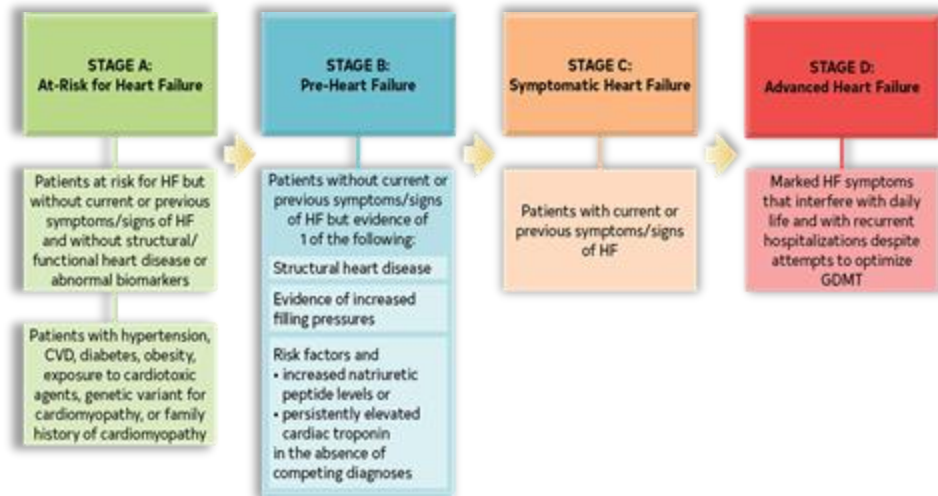 STAGE A:
At-Risk for Heart Failure
Patients at risk for HF but
without current or previous
symptoms/signs of HF
and without structural/
functional heart disease or
abnormal biomarkers
Patients with hypertension,
CVD, diabetes, obesity,
exposure to cardiotoxic
agents, genetic variant for
cardiomyopathy, or family
history of cardiomyopathy
STAGE B:
Pre-Heart Failure
Patients without current or
previous symptoms/signs
of HF but evidence of
1 of the following:
Structural heart disease
Evidence of increased
filling pressures
Risk factors and
• increased natriuretic
peptide levels or
• persistently elevated
cardiac troponin
in the absence of
competing diagnoses
STAGE C:
Symptomatic Heart Failure
Patients with current or
previous symptoms/signs
of HF
STAGE D:
Advanced Heart Failure
Marked HF symptoms
that interfere with daily
life and with recurrent
hospitalizations despite
attempts to optimize
GDMT